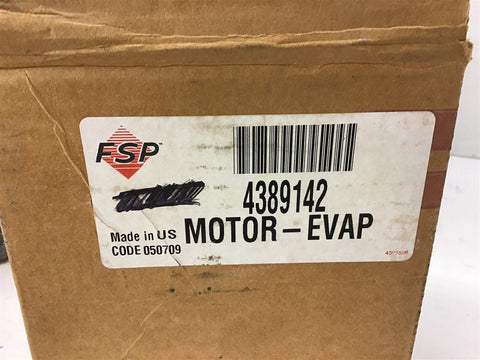 FSP
4389142
Made in US MOTOR-EVAP
CODE 050709